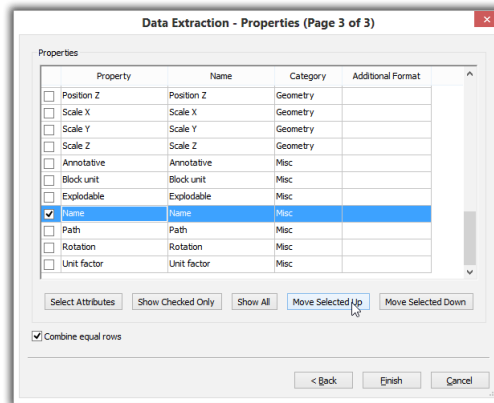 Data Extraction - Properties (Page 3 of 3)
Properties
Property Name Category Additional Format
Position Z Position Z Geometry
Scale X Scale X Geometry
Scale Y Scale Y Geometry
Scale Z Scale Z Geometry
Annotative Annotative Misc
Block unit Block unit Misc
Explodable Explodable Misc
Name Name Misc
Path Path Misc
Rotation Rotation Misc
Unit factor Unit factor Misc
Select Attributes Show Checked Only Show All Move Selected Up Move Selected Down
Combine equal rows
< Back Finish Cancel